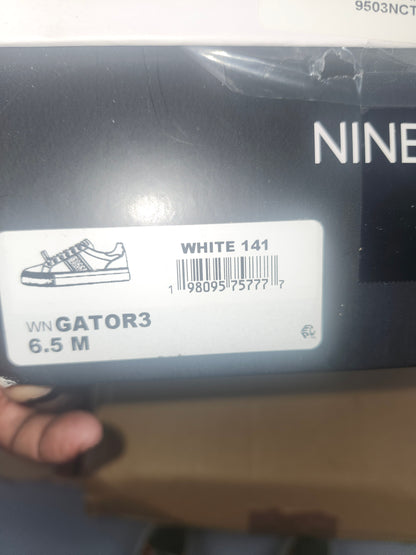 9503NCT
NINE
WHITE 141
1 98095 75777 7
WN GATOR3
6.5 M